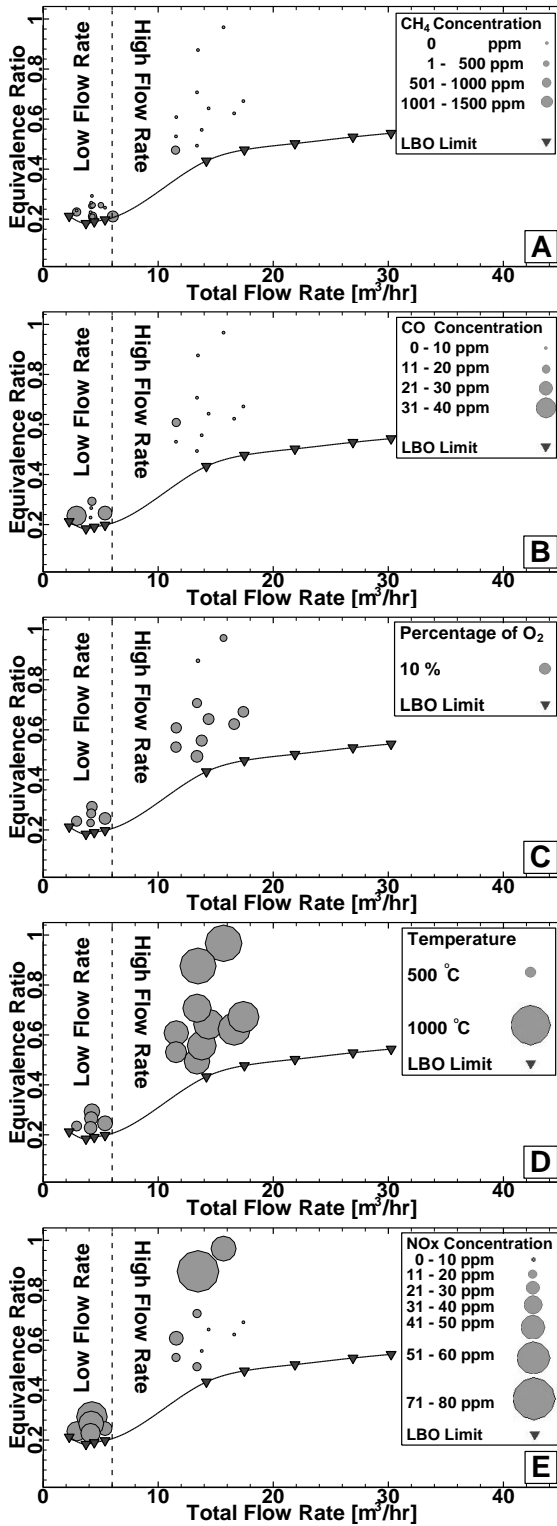 CH4 Concentration
0 ppm
1 - 500 ppm
501 - 1000 ppm
1001 - 1500 ppm
LBO Limit
Low Flow Rate
High Flow Rate
Equivalence Ratio
1
0.8
0.6
0.4
0.2
A
0 10 20 30 40
Total Flow Rate [m³/hr]
CO Concentration
0 - 10 ppm
11 - 20 ppm
21 - 30 ppm
31 - 40 ppm
LBO Limit
Low Flow Rate
High Flow Rate
Equivalence Ratio
1
0.8
0.6
0.4
0.2
B
0 10 20 30 40
Total Flow Rate [m³/hr]
Percentage of O2
10 %
LBO Limit
Low Flow Rate
High Flow Rate
Equivalence Ratio
1
0.8
0.6
0.4
0.2
C
0 10 20 30 40
Total Flow Rate [m³/hr]
Temperature
500 °C
1000 °C
LBO Limit
Low Flow Rate
High Flow Rate
Equivalence Ratio
1
0.8
0.6
0.4
0.2
D
0 10 20 30 40
Total Flow Rate [m³/hr]
NOx Concentration
0 - 10 ppm
11 - 20 ppm
21 - 30 ppm
31 - 40 ppm
41 - 50 ppm
51 - 60 ppm
71 - 80 ppm
LBO Limit
Low Flow Rate
High Flow Rate
Equivalence Ratio
1
0.8
0.6
0.4
0.2
E
0 10 20 30 40
Total Flow Rate [m³/hr]